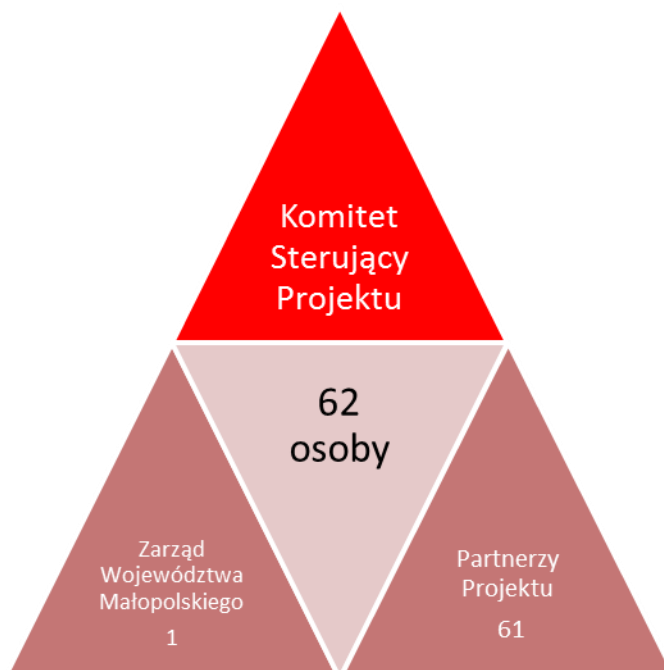 Komitet
Sterujący
Projektu
62
osoby
Zarząd
Województwa
Małopolskiego
1
Partnerzy
Projektu
61